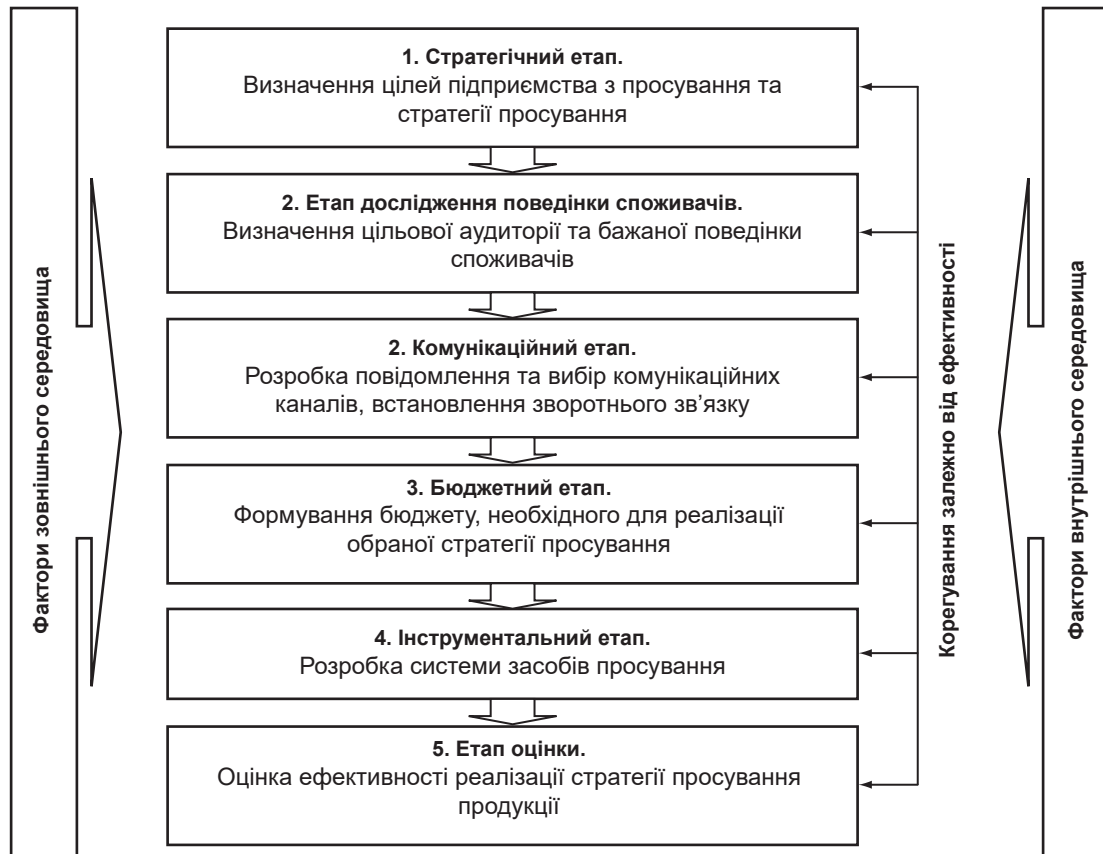 Фактори зовнішнього середовища
1. Стратегічний етап.
Визначення цілей підприємства з просування та
стратегії просування
2. Етап дослідження поведінки споживачів.
Визначення цільової аудиторії та бажаної поведінки
споживачів
2. Комунікаційний етап.
Розробка повідомлення та вибір комунікаційних
каналів, встановлення зворотнього зв’язку
3. Бюджетний етап.
Формування бюджету, необхідного для реалізації
обраної стратегії просування
4. Інструментальний етап.
Розробка системи засобів просування
5. Етап оцінки.
Оцінка ефективності реалізації стратегії просування
продукції
Корегування залежно від ефективності
Фактори внутрішнього середовища